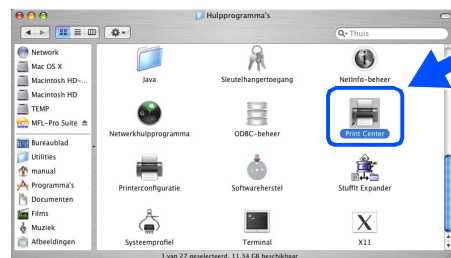 Hulpprogramma's
Thuis
Network
Mac OS X
Macintosh HD-...
Macintosh HD
TEMP
MFL-Pro Suite
Bureaublad
Utilities
manual
Programma's
Documenten
Films
Muziek
Afbeeldingen
Java
Sleutelhangertoegang
NetInfo-beheer
Netwerkhulpprogramma
ODBC-beheer
Print Center
Printerconfiguratie
Softwareherstel
StuffIt Expander
Systeemprofiel
Terminal
X
X11
1 van 27 geselecteerd, 11,54 GB beschikbaar